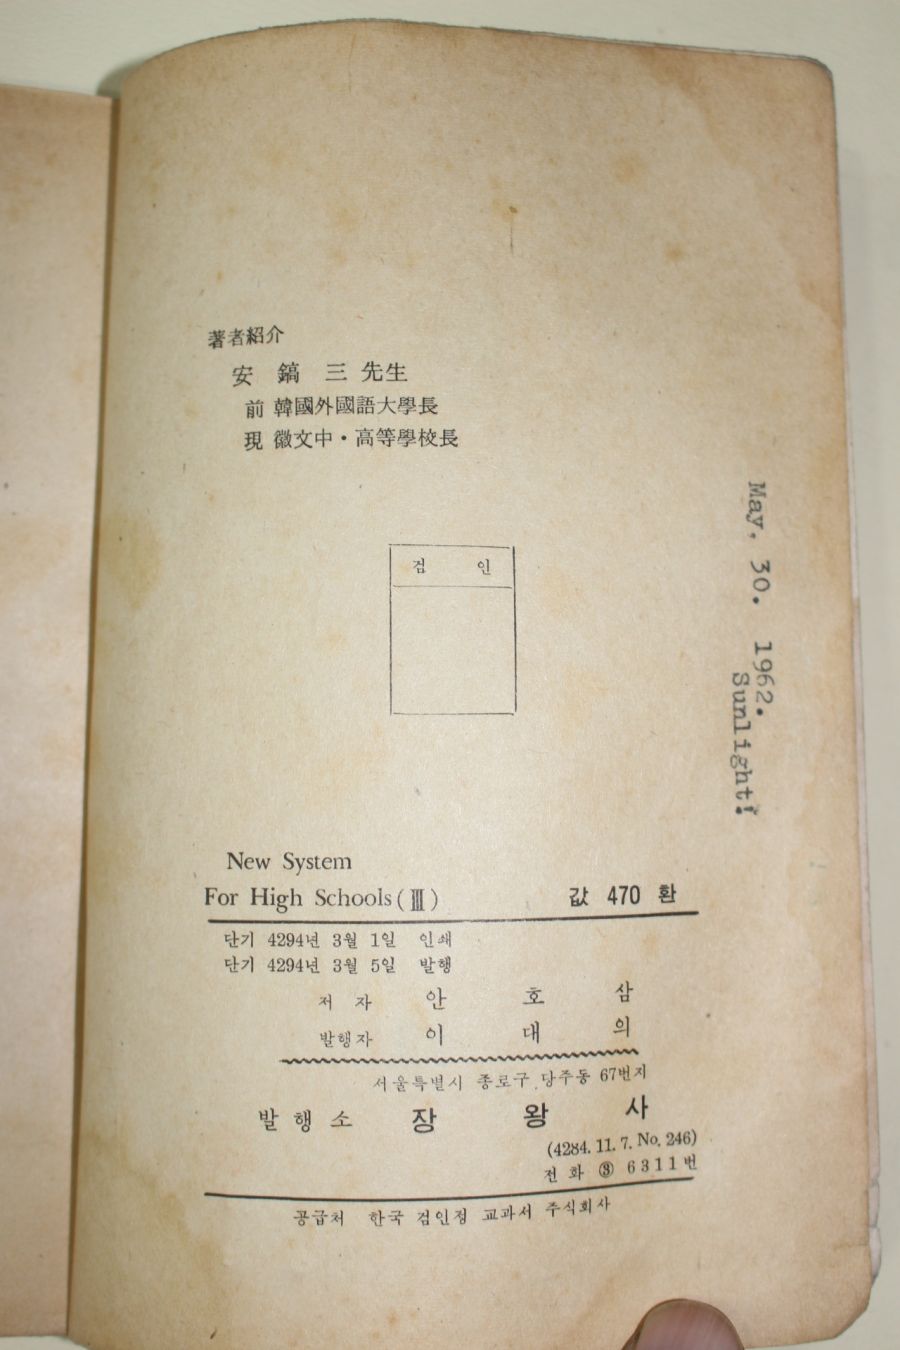 著者紹介
安 鎬 三 先生
前 韓國外國語大學長
現 徽文中・高等學校長
검 인
May. 30. 1962.
Sunlight!
New System
For High Schools (Ⅲ) 값 470 환
단기 4294년 3월 1일 인쇄
단기 4294년 3월 5일 발행
저 자 안 호 삼
발행자 이 대 의
서울특별시 종로구 당주동 67번지
발 행 소 장 왕 사
(4284. 11. 7. No. 246)
전 화 ③ 6311번
공급처 한국 검인정 교과서 주식회사